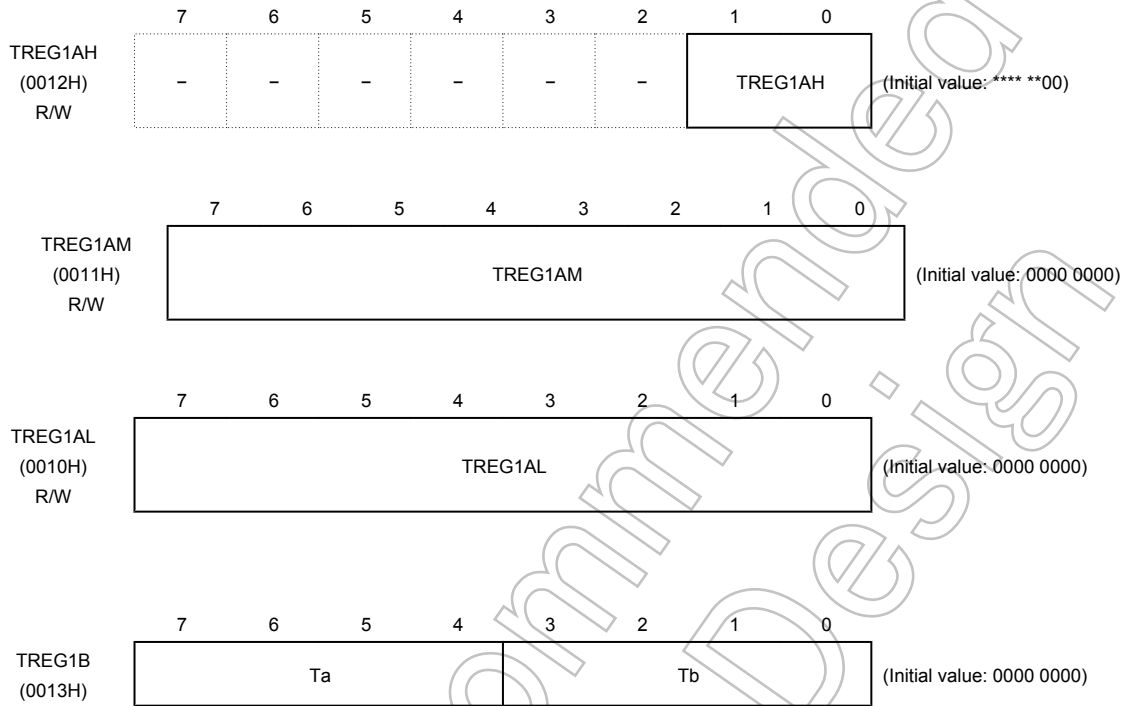 7 6 5 4 3 2 1 0
TREG1AH
(0012H)
R/W
– – – – – – TREG1AH (Initial value: **** **00)
7 6 5 4 3 2 1 0
TREG1AM
(0011H)
R/W
TREG1AM (Initial value: 0000 0000)
7 6 5 4 3 2 1 0
TREG1AL
(0010H)
R/W
TREG1AL (Initial value: 0000 0000)
7 6 5 4 3 2 1 0
TREG1B
(0013H)
Ta Tb (Initial value: 0000 0000)
ommended
Design